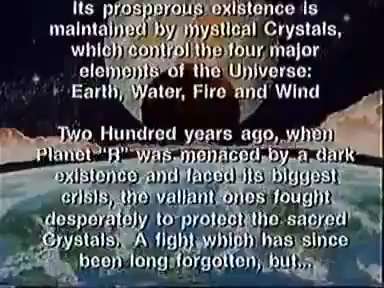 Its prosperous existence is
maintained by mystical Crystals,
which control the four major
elements of the Universe:
Earth, Water, Fire and Wind
Two Hundred years ago, when
Planet "R" was menaced by a dark
existence and faced its biggest
crisis, the valiant ones fought
desperately to protect the sacred
Crystals. A fight which has since
been long forgotten, but...